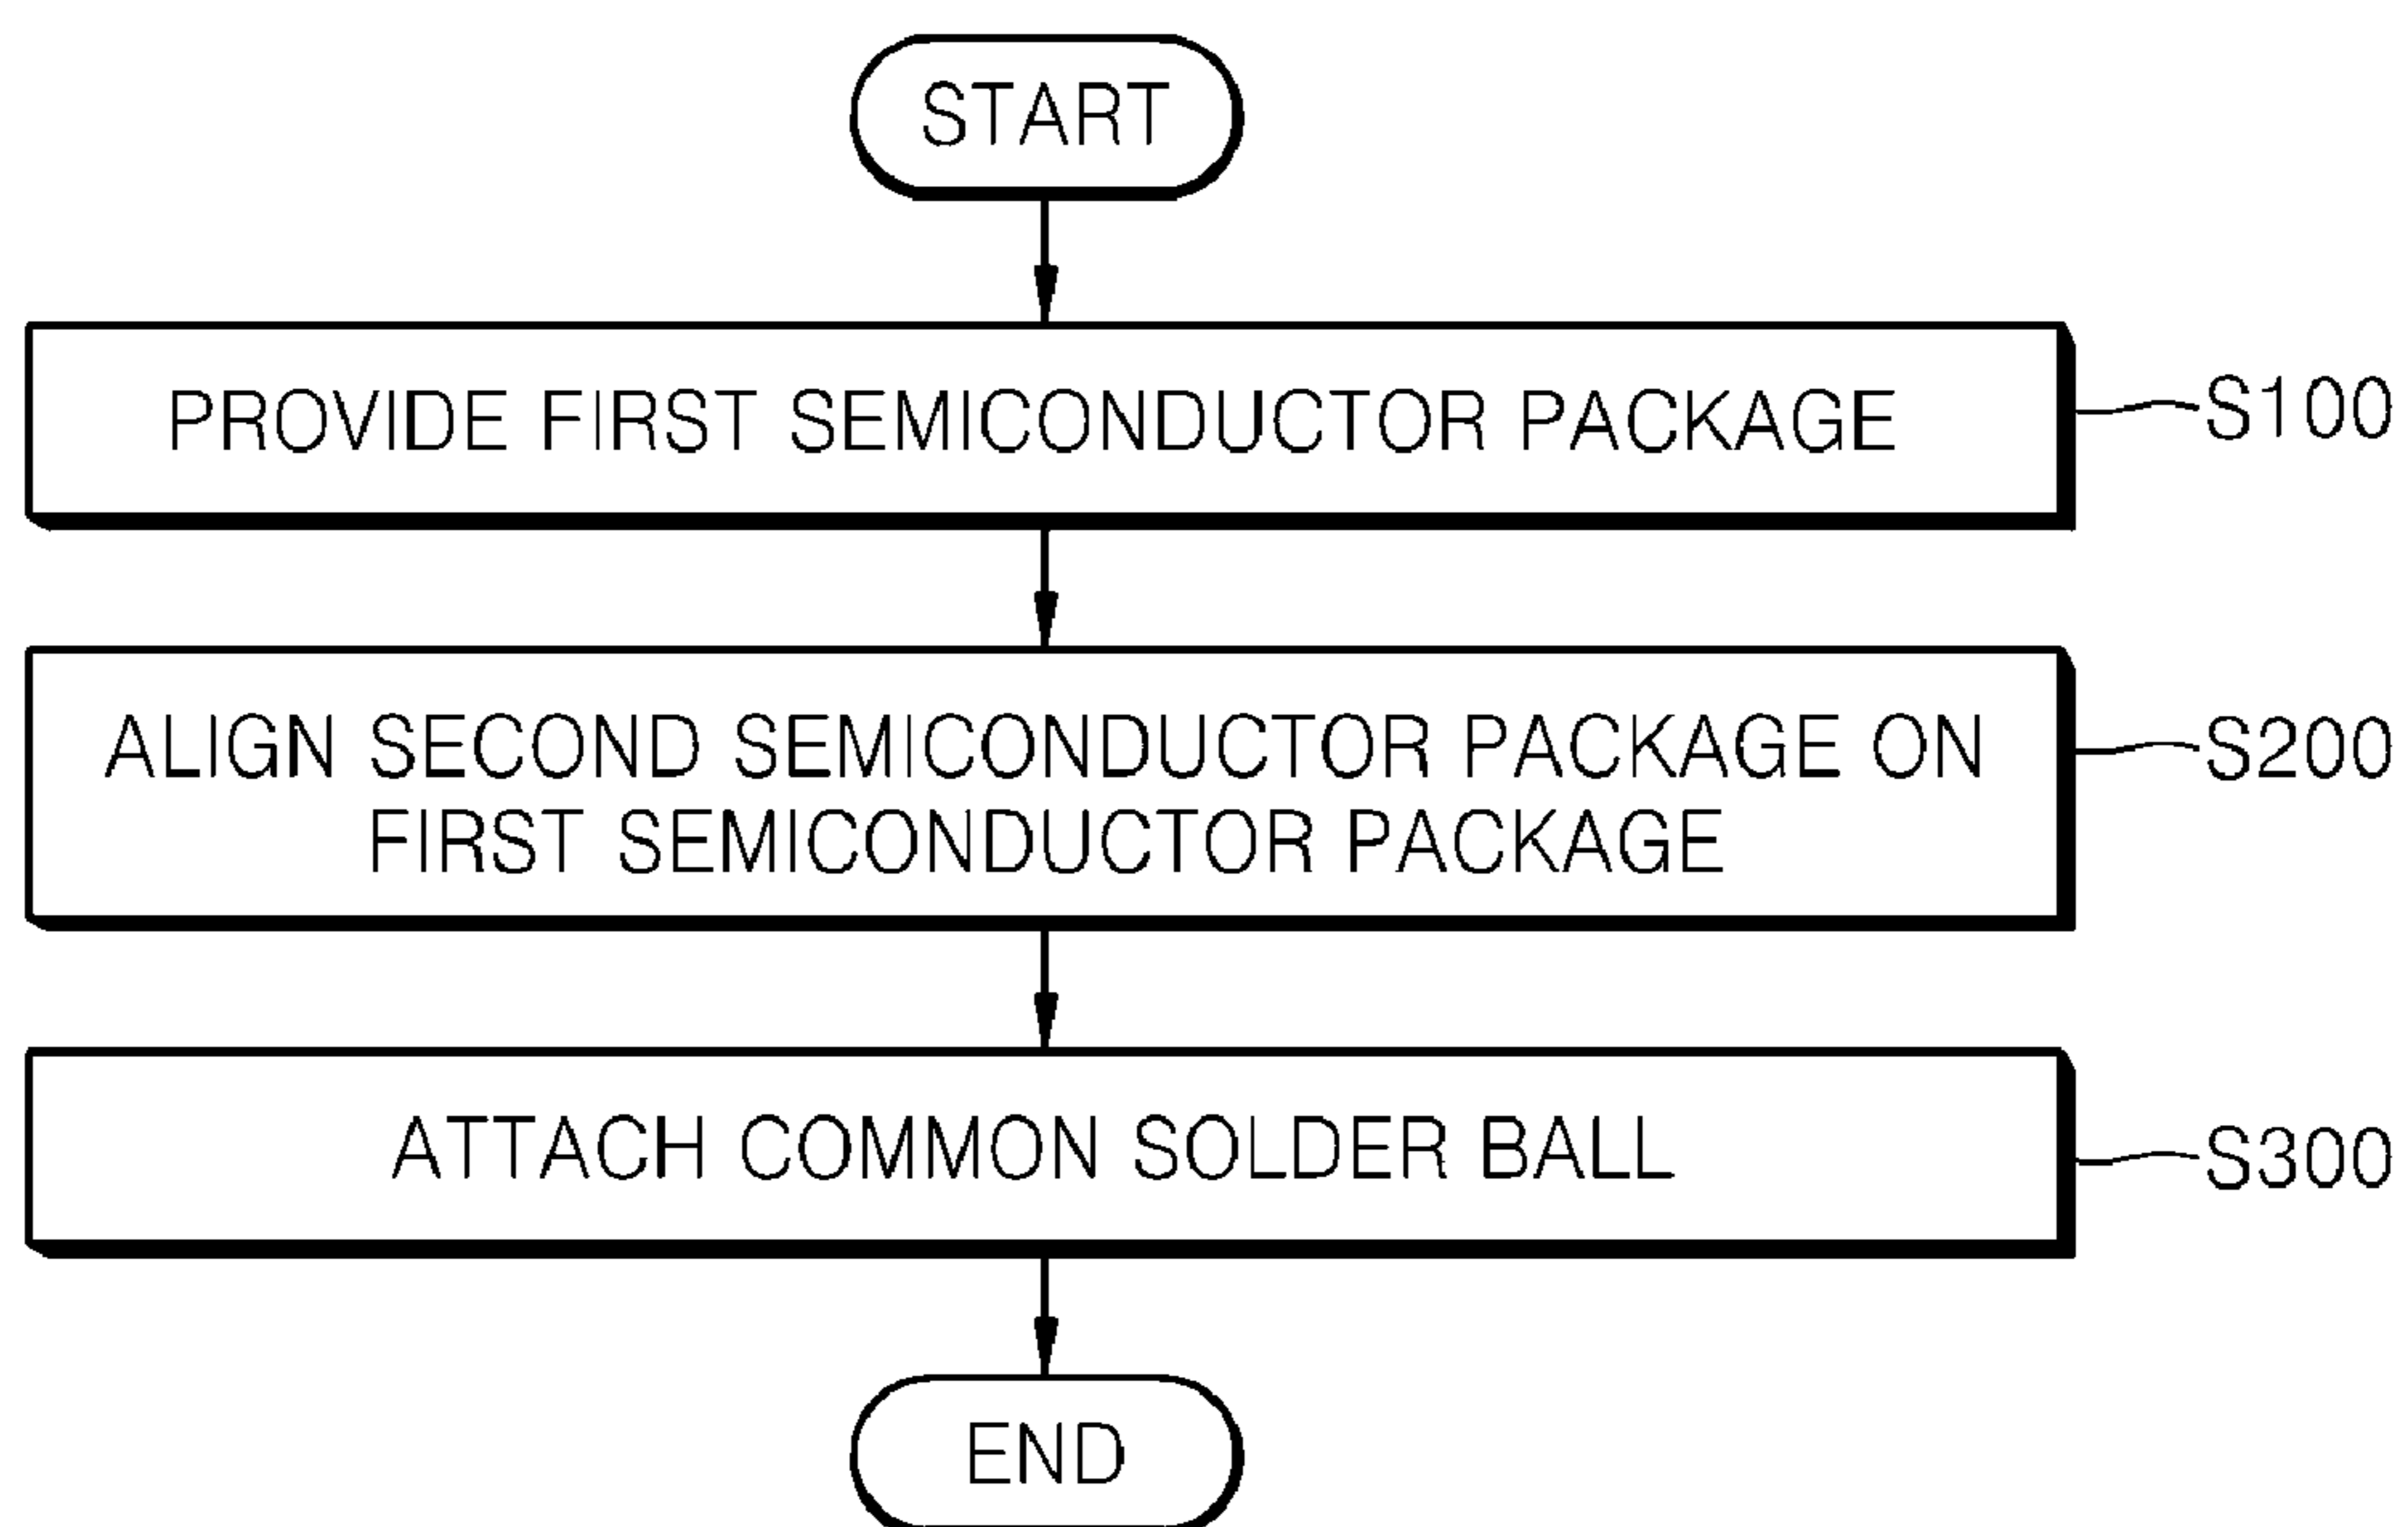 START
PROVIDE FIRST SEMICONDUCTOR PACKAGE
S100
ALIGN SECOND SEMICONDUCTOR PACKAGE ON
FIRST SEMICONDUCTOR PACKAGE
S200
ATTACH COMMON SOLDER BALL
S300
END